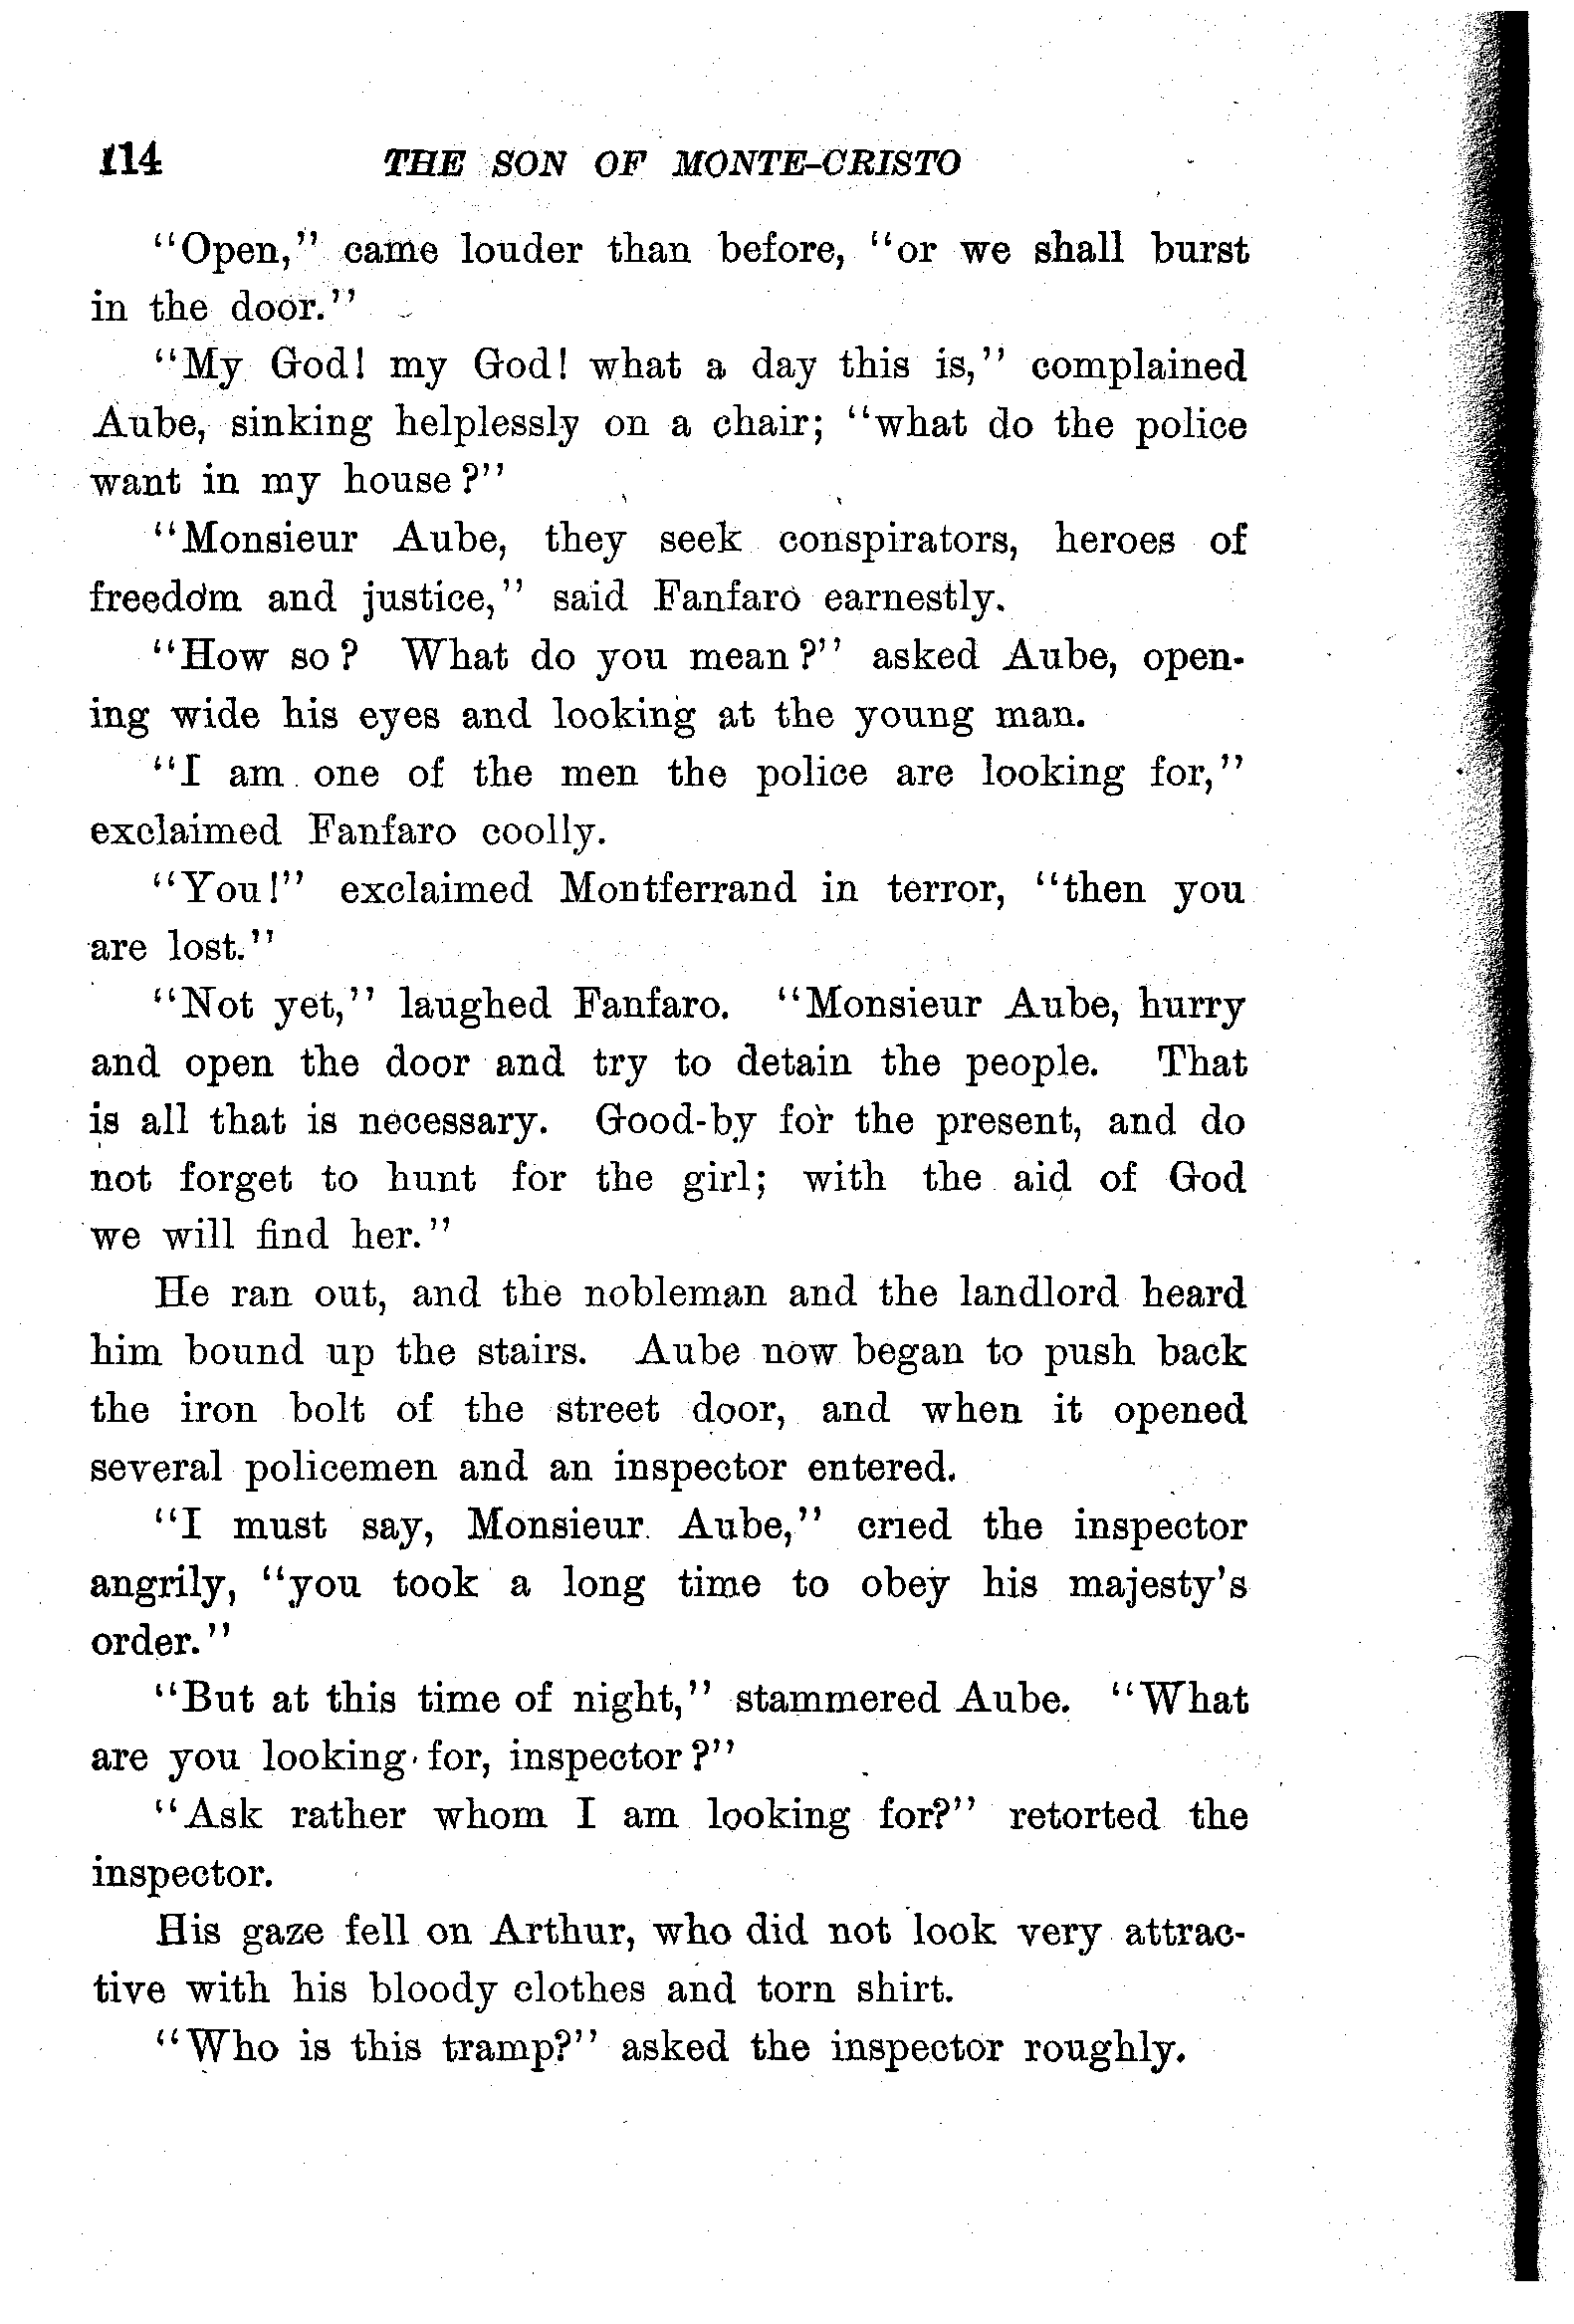 114 THE SON OF MONTE-CRISTO
"Open," came louder than before, "or we shall burst
in the door."
"My God! my God! what a day this is," complained
Aube, sinking helplessly on a chair; "what do the police
want in my house?"
"Monsieur Aube, they seek conspirators, heroes of
freedom and justice," said Fanfaro earnestly.
"How so? What do you mean?" asked Aube, open-
ing wide his eyes and looking at the young man.
"I am one of the men the police are looking for,"
exclaimed Fanfaro coolly.
"You!" exclaimed Montferrand in terror, "then you
are lost."
"Not yet," laughed Fanfaro. "Monsieur Aube, hurry
and open the door and try to detain the people. That
is all that is necessary. Good-by for the present, and do
not forget to hunt for the girl; with the aid of God
we will find her."
He ran out, and the nobleman and the landlord heard
him bound up the stairs. Aube now began to push back
the iron bolt of the street door, and when it opened
several policemen and an inspector entered.
"I must say, Monsieur Aube," cried the inspector
angrily, "you took a long time to obey his majesty's
order."
"But at this time of night," stammered Aube. "What
are you looking for, inspector?"
"Ask rather whom I am looking for?" retorted the
inspector.
His gaze fell on Arthur, who did not look very attrac-
tive with his bloody clothes and torn shirt.
"Who is this tramp?" asked the inspector roughly.